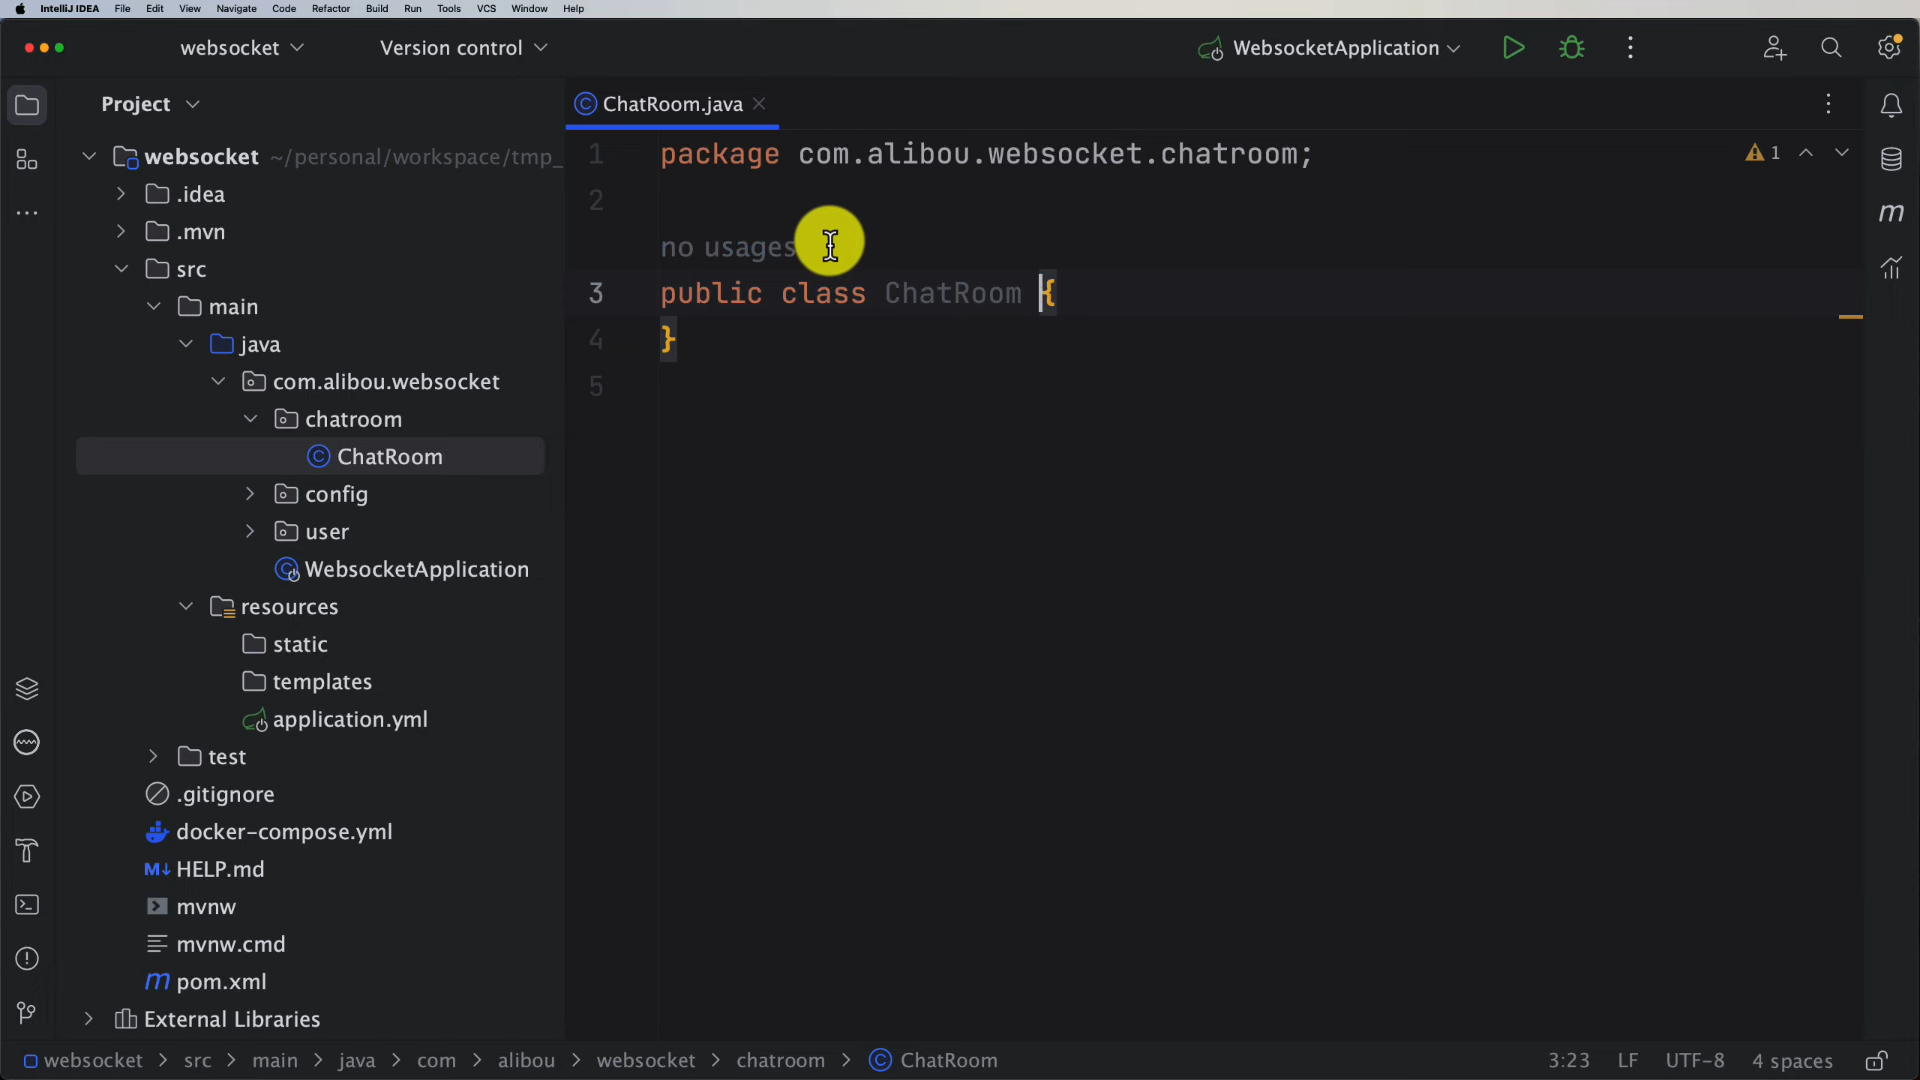 IntelliJ IDEA File Edit View Navigate Code Refactor Build Run Tools VCS Window Help
websocket Version control WebsocketApplication
Project
ChatRoom.java
websocket ~/personal/workspace/tmp_
.idea
.mvn
src
main
java
com.alibou.websocket
chatroom
ChatRoom
config
user
WebsocketApplication
resources
static
templates
application.yml
test
.gitignore
docker-compose.yml
M↓ HELP.md
mvnw
mvnw.cmd
m pom.xml
External Libraries
1 package com.alibou.websocket.chatroom;
2
no usages
3 public class ChatRoom {
4 }
5
1
m
websocket > src > main > java > com > alibou > websocket > chatroom > ChatRoom
3:23 LF UTF-8 4 spaces